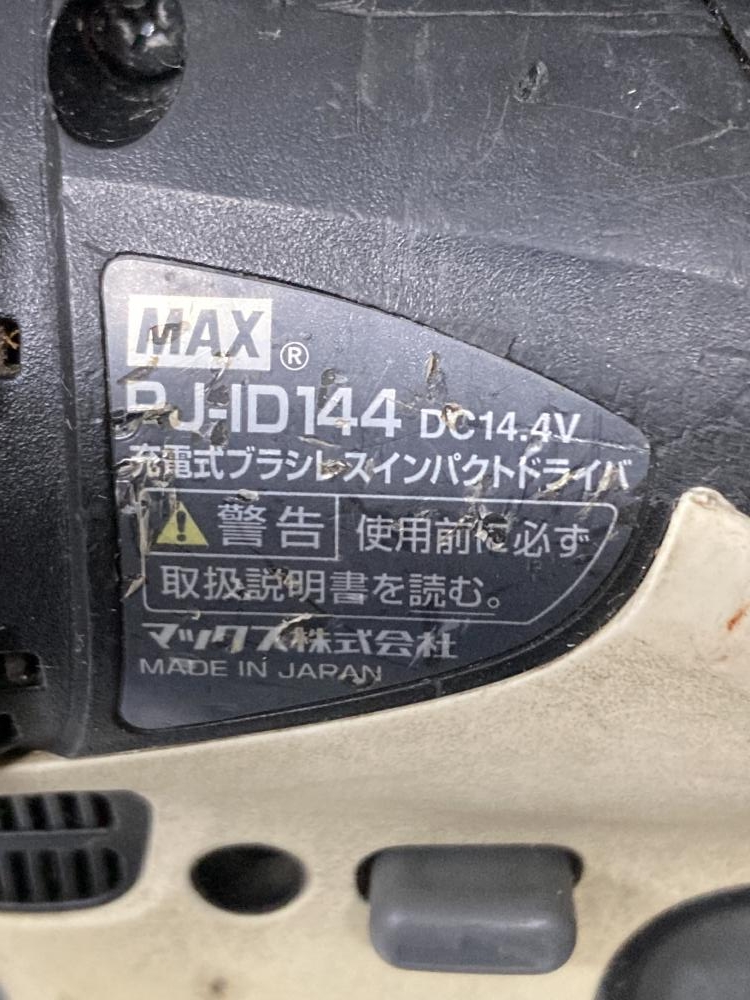 MAX ®
PJ-ID144 DC14.4V
充電式ブラシレスインパクトドライバ
警告 使用前に必ず
取扱説明書を読む。
マックス株式会社
MADE IN JAPAN